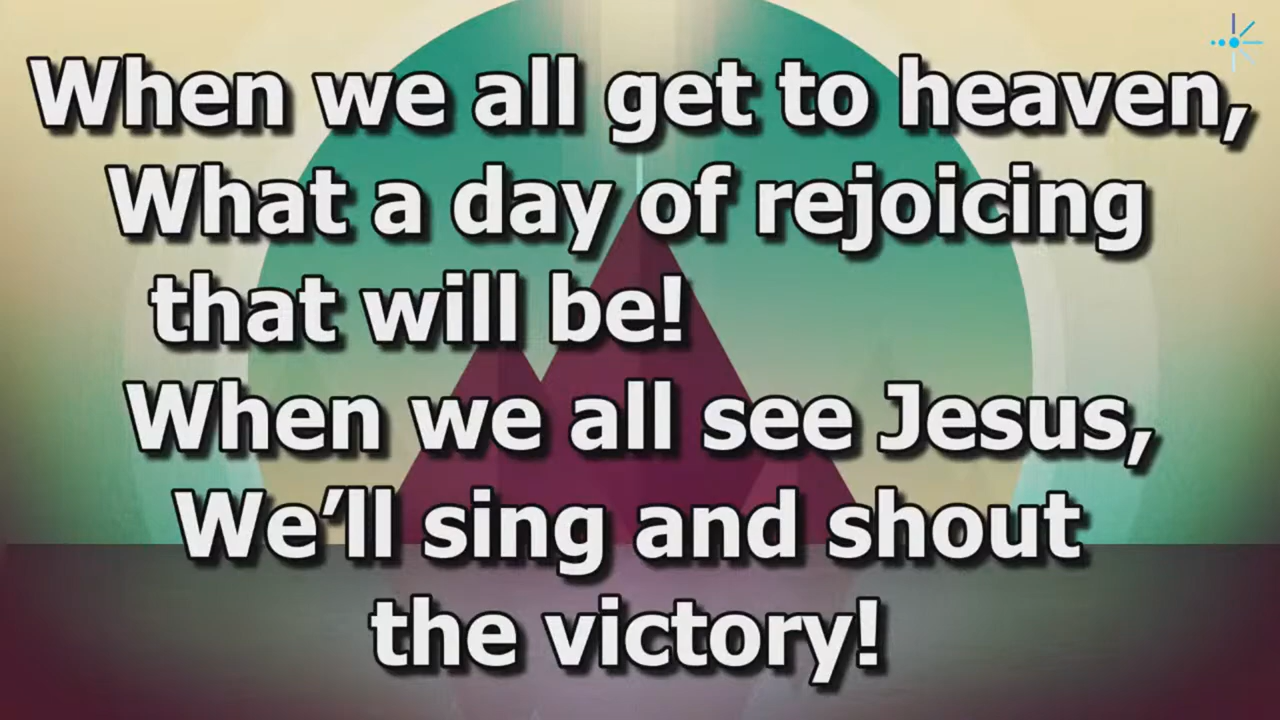 When we all get to heaven,
What a day of rejoicing
that will be!
When we all see Jesus,
We’ll sing and shout
the victory!